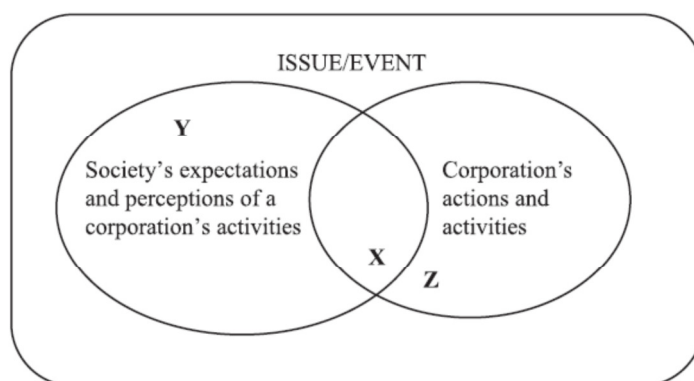 ISSUE/EVENT
Y
Society’s expectations
and perceptions of a
corporation’s activities
Corporation’s
actions and
activities
X
Z